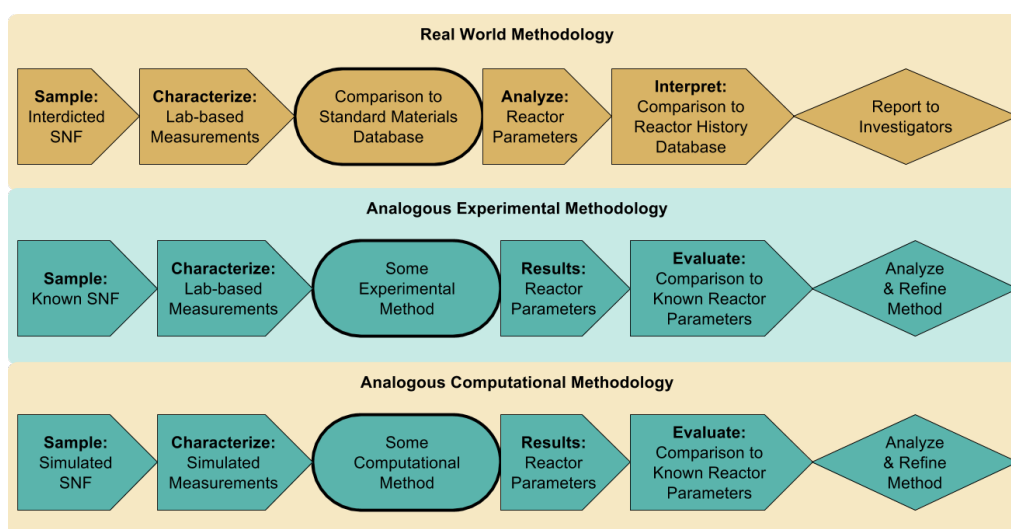 Real World Methodology
Sample:
Interdicted
SNF
Characterize:
Lab-based
Measurements
Comparison to
Standard Materials
Database
Analyze:
Reactor
Parameters
Interpret:
Comparison to
Reactor History
Database
Report to
Investigators
Analogous Experimental Methodology
Sample:
Known SNF
Characterize:
Lab-based
Measurements
Some
Experimental
Method
Results:
Reactor
Parameters
Evaluate:
Comparison to
Known Reactor
Parameters
Analyze
& Refine
Method
Analogous Computational Methodology
Sample:
Simulated
SNF
Characterize:
Simulated
Measurements
Some
Computational
Method
Results:
Reactor
Parameters
Evaluate:
Comparison to
Known Reactor
Parameters
Analyze
& Refine
Method